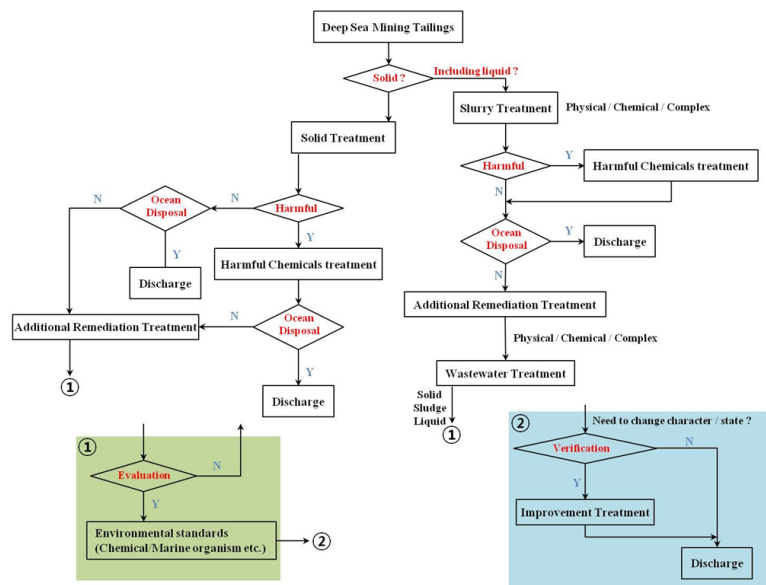 Deep Sea Mining Tailings
Solid ?
Including liquid ?
Slurry Treatment
Physical / Chemical / Complex
Solid Treatment
Harmful
Y
Harmful Chemicals treatment
N
Ocean
Disposal
N
N
Harmful
Y
Y
Ocean
Disposal
Y
Discharge
Harmful Chemicals treatment
Discharge
N
Additional Remediation Treatment
Additional Remediation Treatment
N
Ocean
Disposal
Physical / Chemical / Complex
Y
①
Wastewater Treatment
Discharge
Solid
Sludge
Liquid
①
①
Evaluation
N
Y
Environmental standards
(Chemical/Marine organism etc.)
②
②
Need to change character / state ?
Verification
N
Y
Improvement Treatment
Discharge